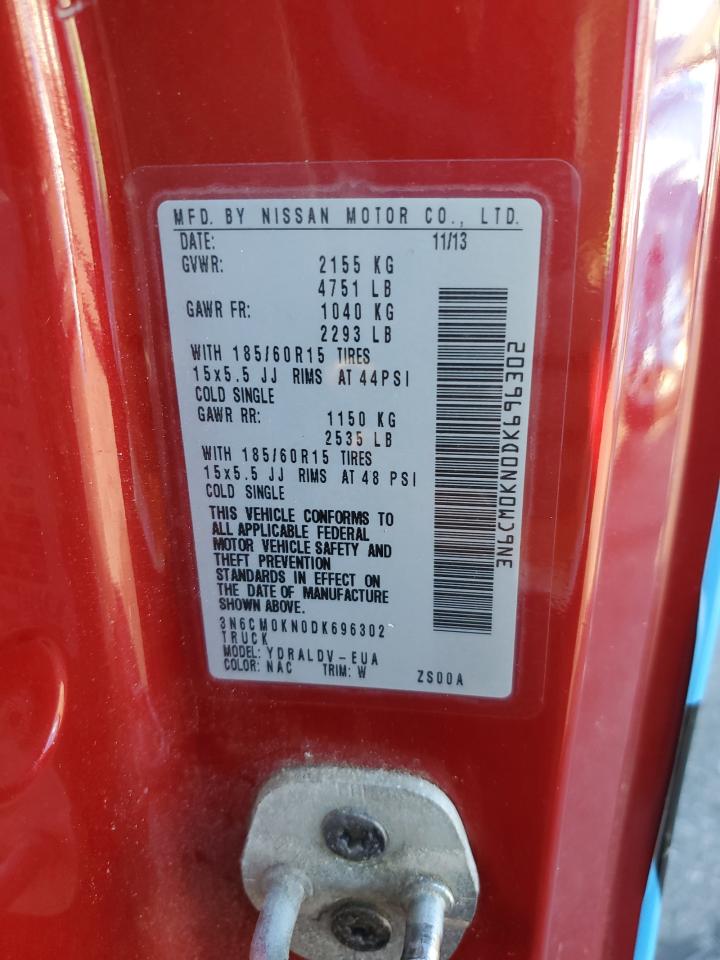 MFD. BY NISSAN MOTOR CO., LTD.
DATE: 11/13
GVWR: 2155 KG
4751 LB
GAWR FR: 1040 KG
2293 LB
WITH 185/60R15 TIRES
15x5.5 JJ RIMS AT 44PSI
COLD SINGLE
GAWR RR: 1150 KG
2535 LB
WITH 185/60R15 TIRES
15x5.5 JJ RIMS AT 48 PSI
COLD SINGLE
THIS VEHICLE CONFORMS TO
ALL APPLICABLE FEDERAL
MOTOR VEHICLE SAFETY AND
THEFT PREVENTION
STANDARDS IN EFFECT ON
THE DATE OF MANUFACTURE
SHOWN ABOVE.
3N6CM0KN0DK696302
TRUCK
MODEL: YDRALDV-EUA
COLOR: NAC TRIM: W ZS00A
3N6CM0KN0DK696302